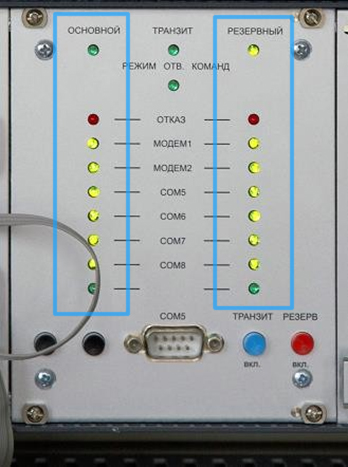 ОСНОВНОЙ ТРАНЗИТ РЕЗЕРВНЫЙ
РЕЖИМ ОТВ. КОМАНД
ОТКАЗ
МОДЕМ1
МОДЕМ2
COM5
COM6
COM7
COM8
COM5 ТРАНЗИТ РЕЗЕРВ
ВКЛ. ВКЛ.